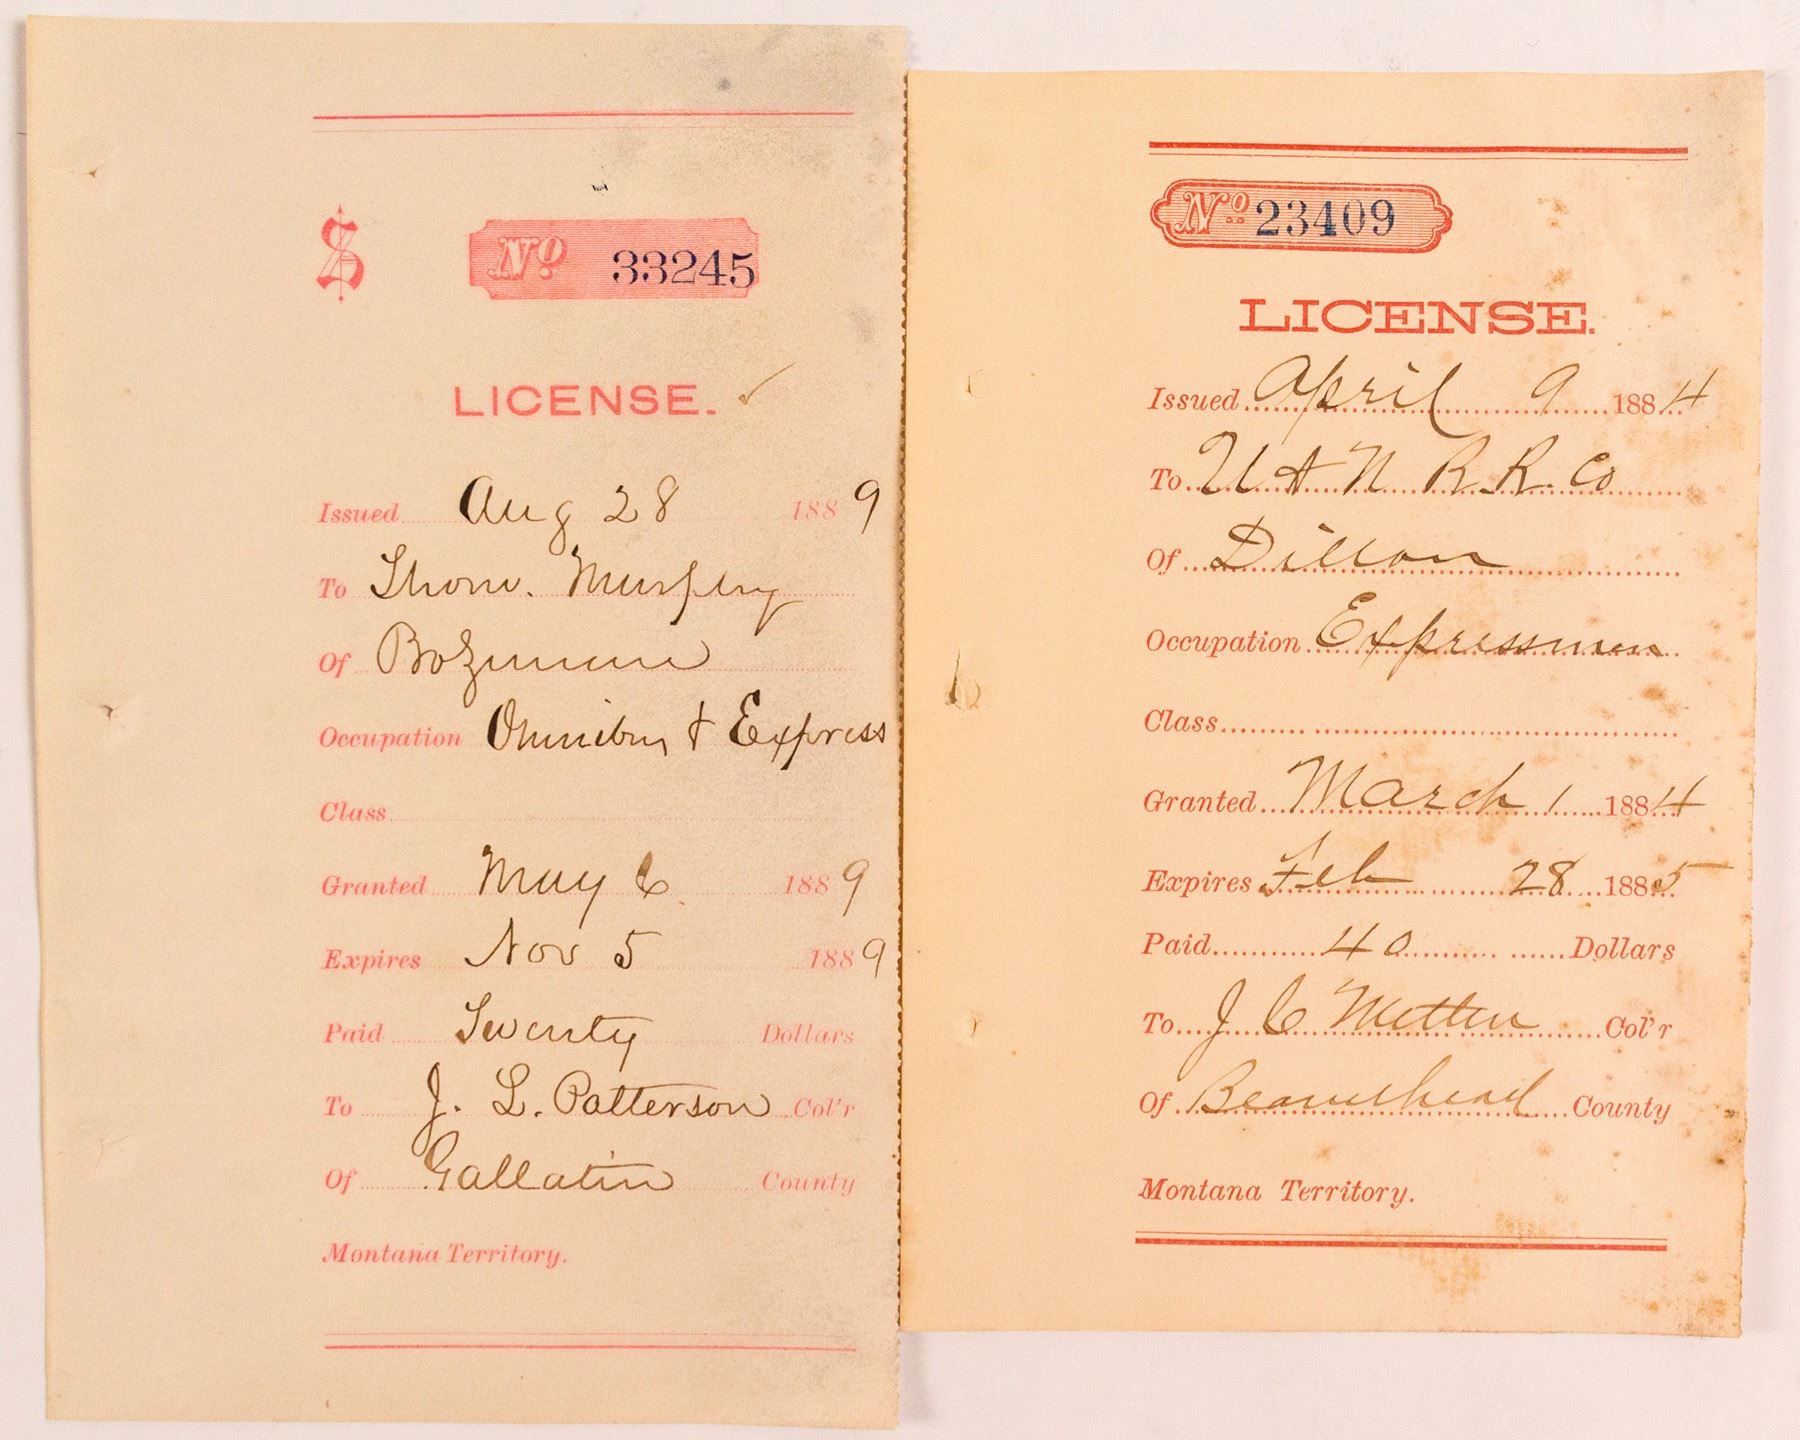 $ No. 33245
LICENSE.
Issued Aug 28 1889
To Thom. Murphy
Of Bozeman
Occupation Omnibus & Express
Class
Granted May 6 1889
Expires Nov 5 1889
Paid Twenty Dollars
To J. L. Patterson Col'r
Of Gallatin County
Montana Territory.
No. 23409
LICENSE.
Issued April 9 1884
To U & N R.R. Co
Of Dillon
Occupation Expressmen
Class
Granted March 1 1884
Expires Feb 28 1885
Paid 40 Dollars
To J C Metten Col'r
Of Beaverhead County
Montana Territory.